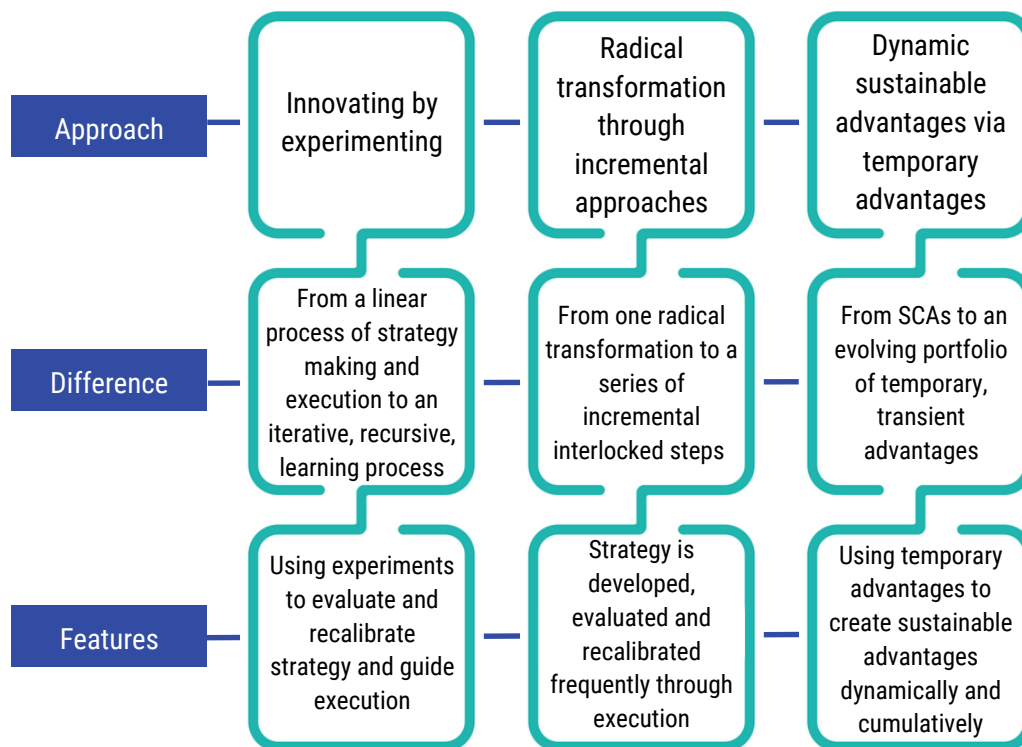 Approach
Innovating by
experimenting
Radical
transformation
through
incremental
approaches
Dynamic
sustainable
advantages via
temporary
advantages
Difference
From a linear
process of strategy
making and
execution to an
iterative, recursive,
learning process
From one radical
transformation to a
series of
incremental
interlocked steps
From SCAs to an
evolving portfolio
of temporary,
transient
advantages
Features
Using experiments
to evaluate and
recalibrate
strategy and guide
execution
Strategy is
developed,
evaluated and
recalibrated
frequently through
execution
Using temporary
advantages to
create sustainable
advantages
dynamically and
cumulatively